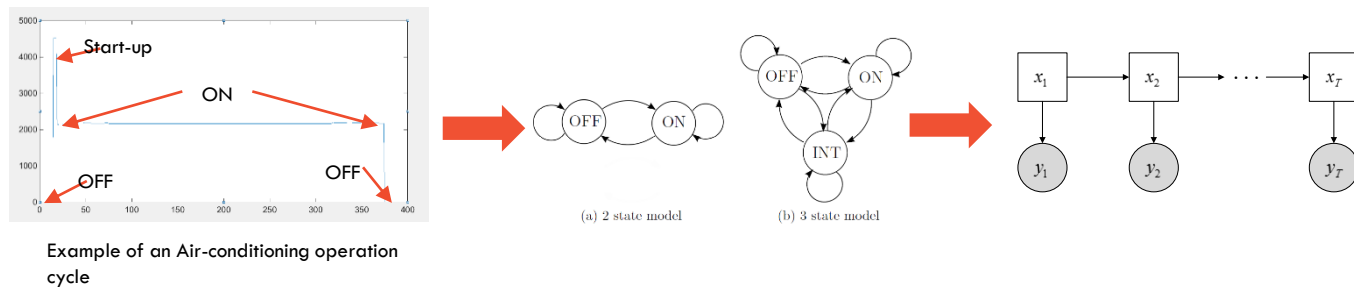 5000
4000
3000
2000
1000
0
0 50 100 150 200 250 300 350 400
Start-up
ON
OFF
OFF
Example of an Air-conditioning operation
cycle
OFF
ON
(a) 2 state model
OFF
ON
INT
(b) 3 state model
x₁
x₂
· · ·
x_T
y₁
y₂
y_T